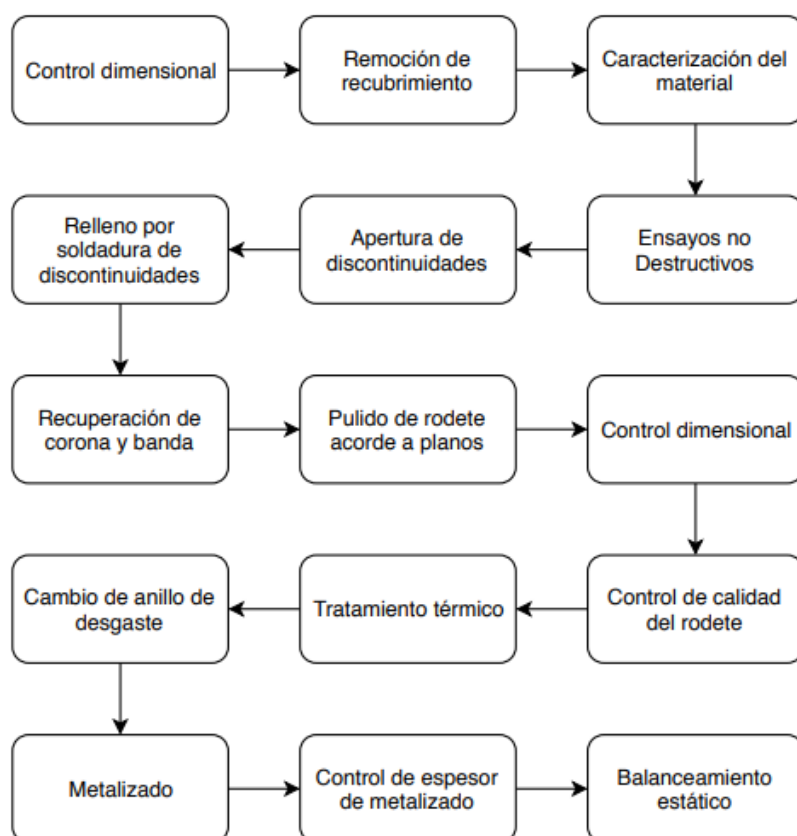 Control dimensional
Remoción de
recubrimiento
Caracterización del
material
Ensayos no
Destructivos
Apertura de
discontinuidades
Relleno por
soldadura de
discontinuidades
Recuperación de
corona y banda
Pulido de rodete
acorde a planos
Control dimensional
Control de calidad
del rodete
Tratamiento térmico
Cambio de anillo de
desgaste
Metalizado
Control de espesor
de metalizado
Balanceamiento
estático